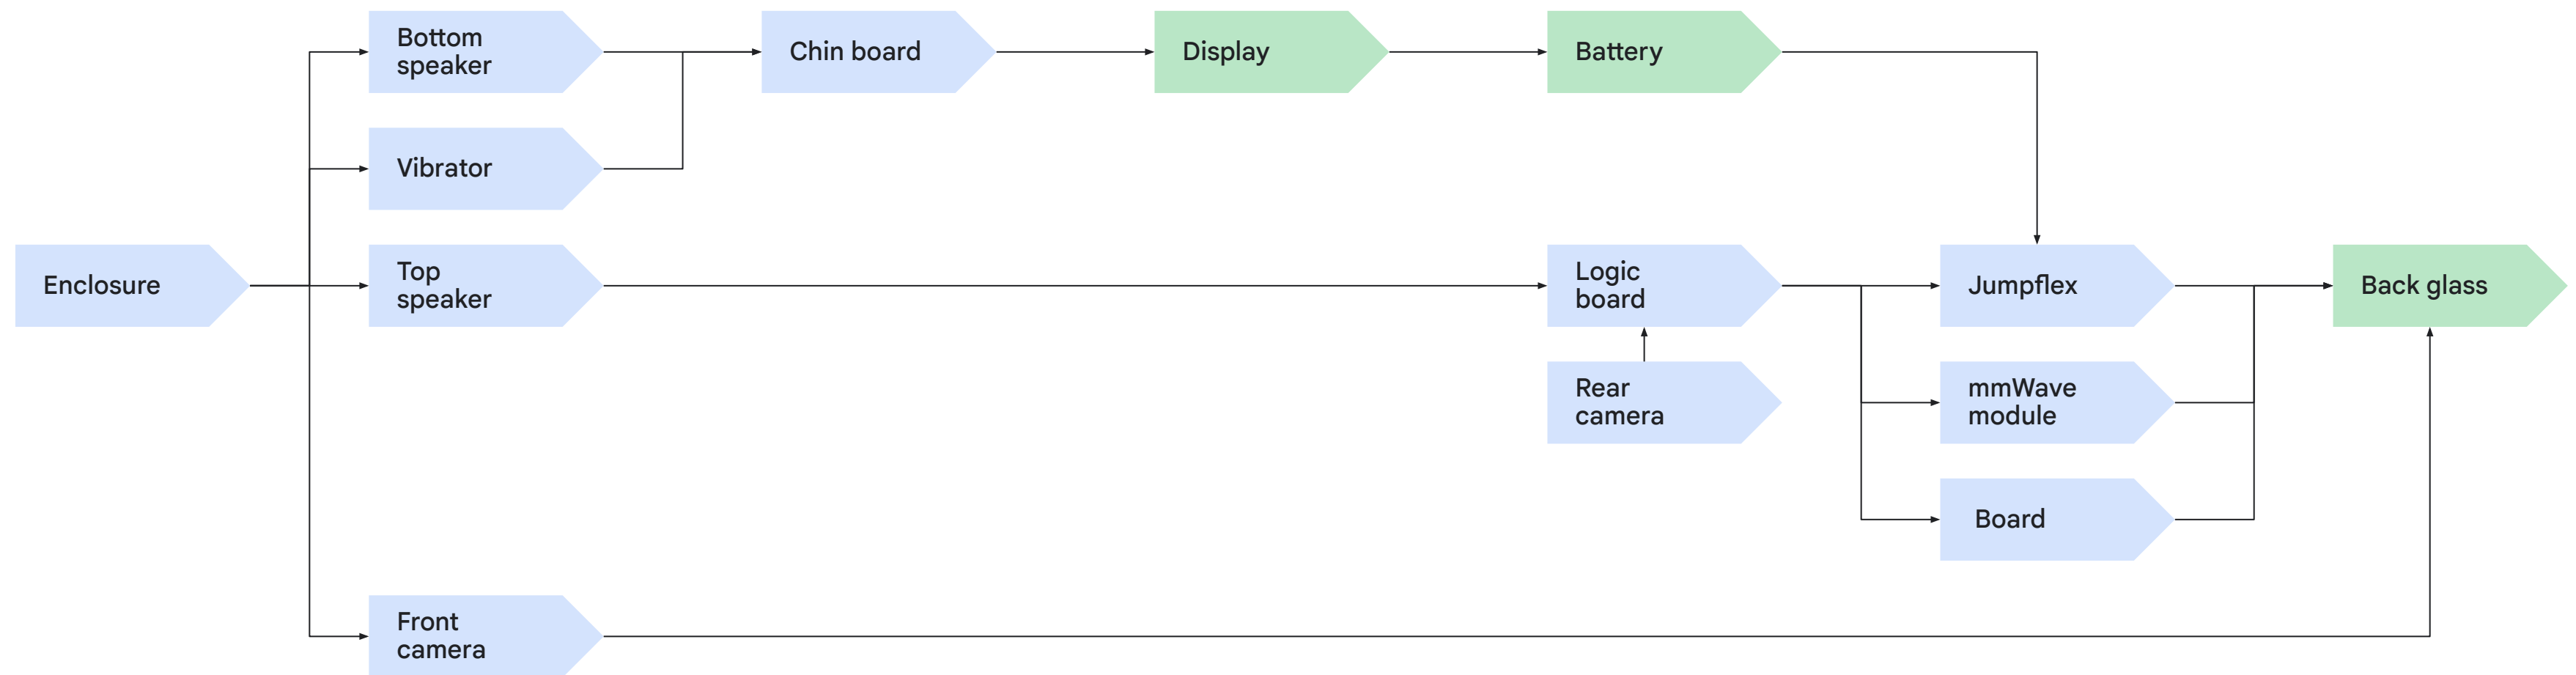 Bottom
speaker
Chin board
Display
Battery
Vibrator
Enclosure
Top
speaker
Logic
board
Jumpflex
Back glass
Rear
camera
mmWave
module
Board
Front
camera